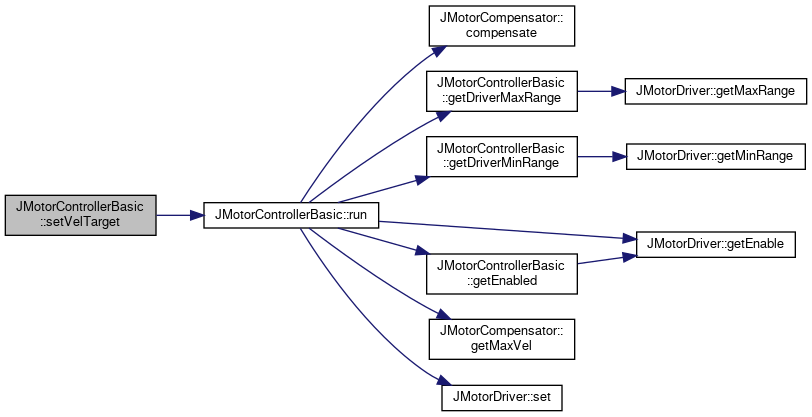 JMotorCompensator::
compensate
JMotorControllerBasic
::getDriverMaxRange
JMotorDriver::getMaxRange
JMotorControllerBasic
::getDriverMinRange
JMotorDriver::getMinRange
JMotorControllerBasic
::setVelTarget
JMotorControllerBasic::run
JMotorDriver::getEnable
JMotorControllerBasic
::getEnabled
JMotorCompensator::
getMaxVel
JMotorDriver::set